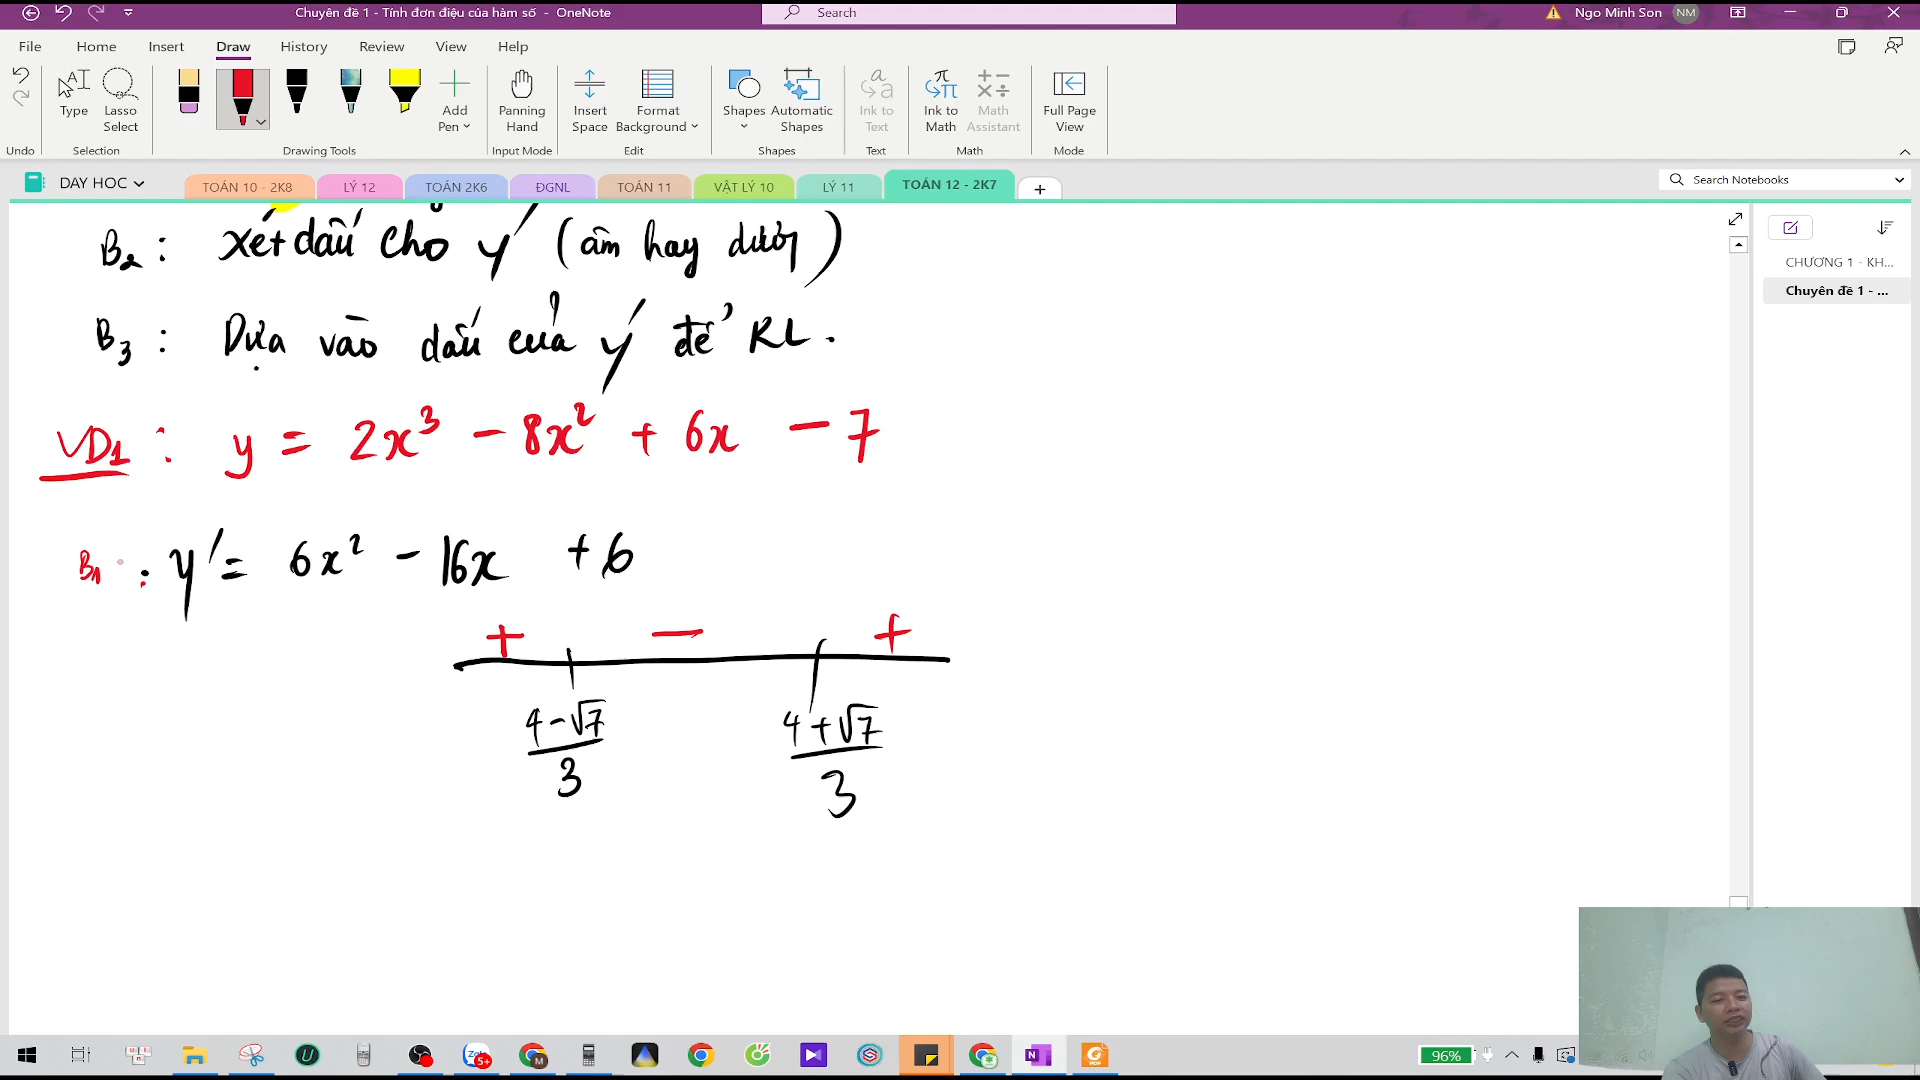 Chuyên đề 1 - Tính đơn điệu của hàm số - OneNote
Search
Ngo Minh Son
NM
File Home Insert Draw History Review View Help
Type
Lasso Select
Add Pen
Panning Hand
Insert Space
Format Background
Shapes
Automatic Shapes
Ink to Text
Ink to Math
Math Assistant
Full Page View
Undo Selection Drawing Tools Input Mode Edit Shapes Text Math Mode
DAY HOC
TOÁN 10 - 2K8
LÝ 12
TOÁN 2K6
ĐGNL
TOÁN 11
VẬT LÝ 10
LÝ 11
TOÁN 12 - 2K7
+
Search Notebooks
CHƯƠNG 1 - KH...
Chuyên đề 1 - ...
B₂ : xét dấu cho y' (âm hay dương)
B₃ : Dựa vào dấu của y' để KL.
VD1 : y = 2x³ - 8x² + 6x - 7
B₁ : y' = 6x² - 16x + 6
+ - +
4-√7 4+√7
3 3
96%
5+